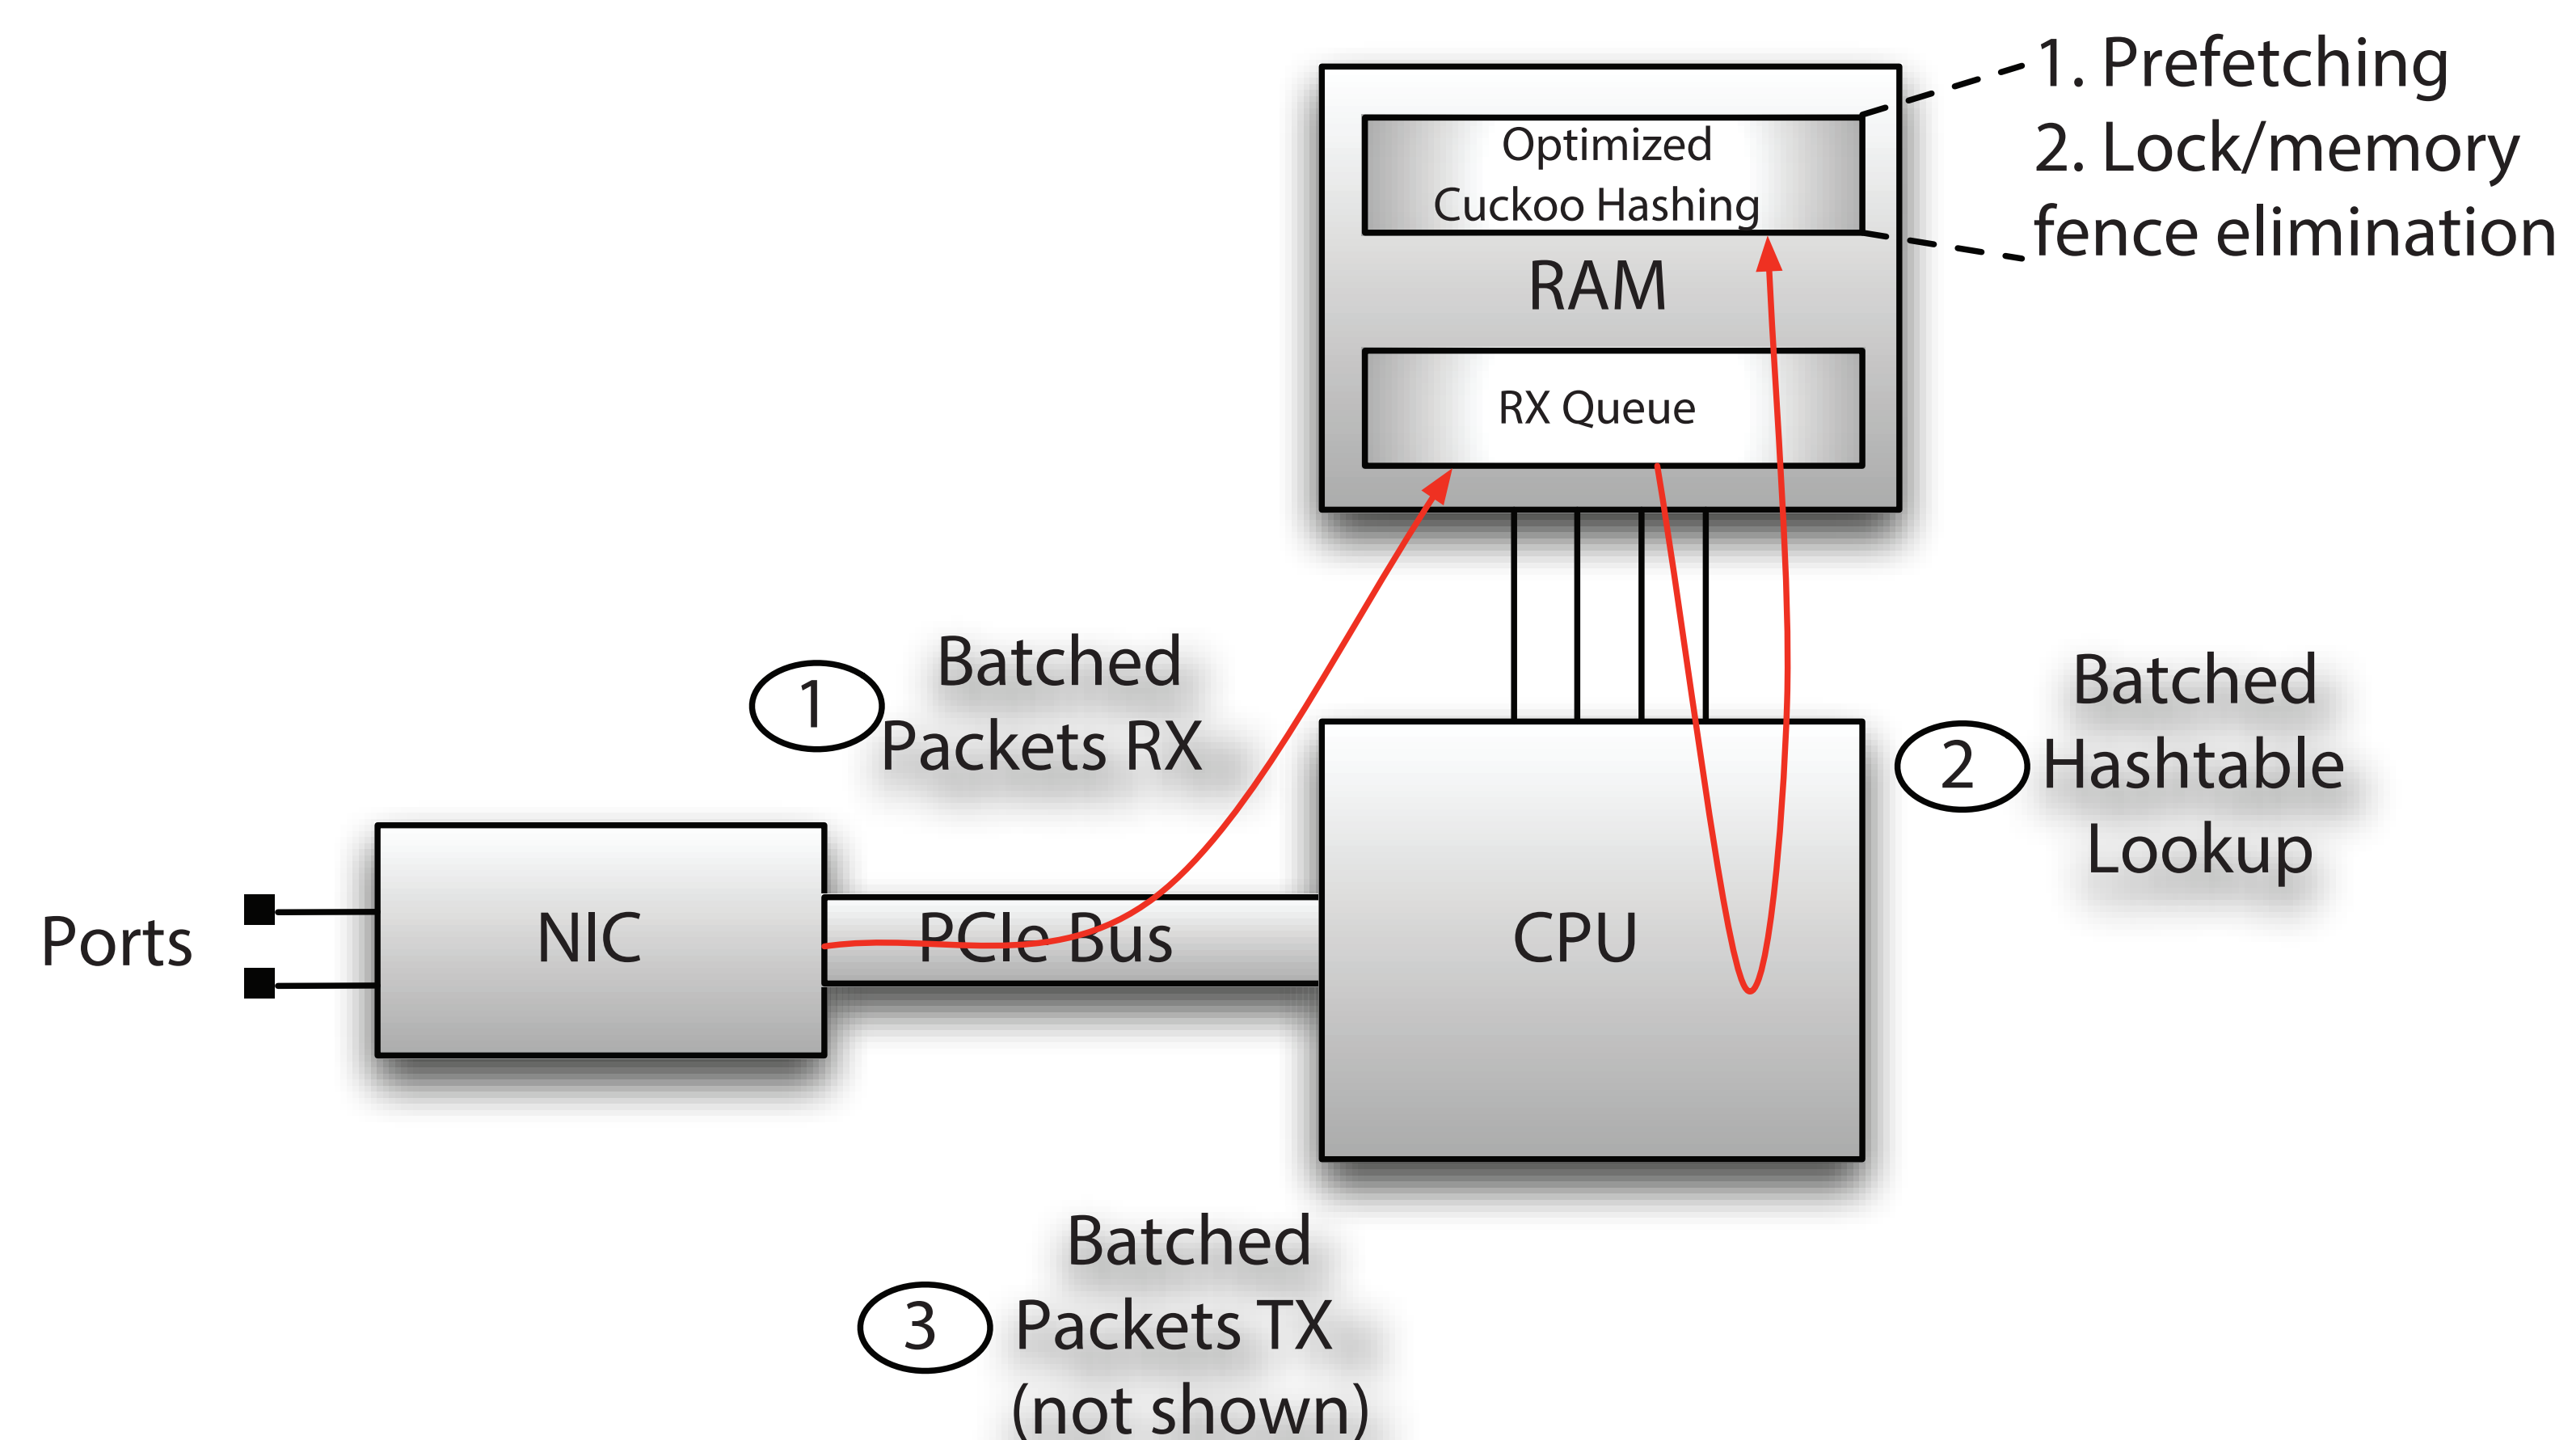 1. Prefetching
2. Lock/memory
fence elimination
Optimized
Cuckoo Hashing
RAM
RX Queue
1
Batched
Packets RX
2
Batched
Hashtable
Lookup
Ports
NIC
PCIe Bus
CPU
3
Batched
Packets TX
(not shown)